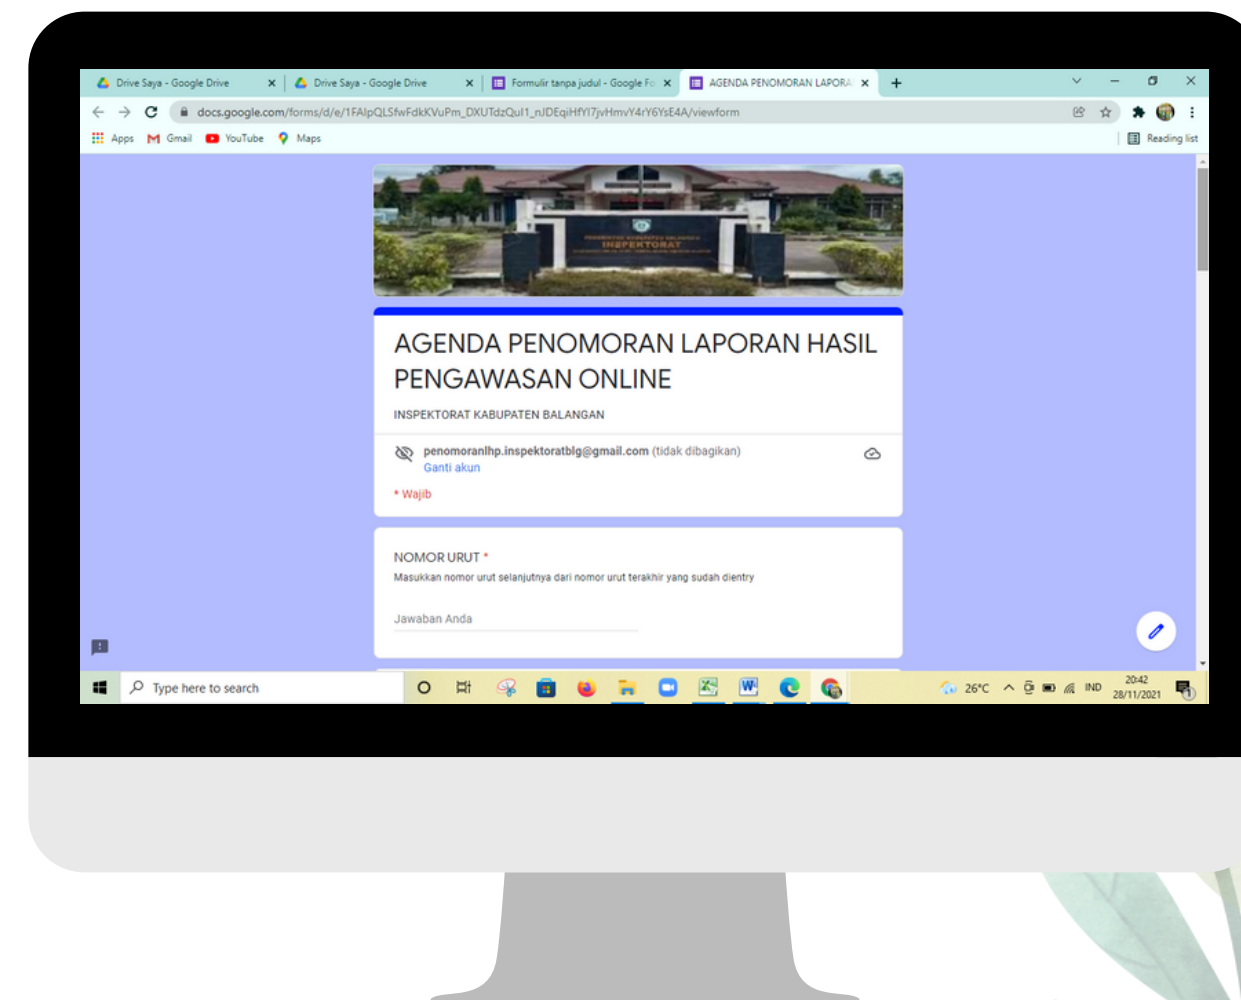 Drive Saya - Google Drive
Drive Saya - Google Drive
Formulir tanpa judul - Google Fo
AGENDA PENOMORAN LAPORA
docs.google.com/forms/d/e/1FAIpQLSfwFdkKVuPm_DXUTdzQuI1_nJDEqiHfYI7jvHmvY4rY6YsE4A/viewform
Apps Gmail YouTube Maps
Reading list
INSPEKTORAT
AGENDA PENOMORAN LAPORAN HASIL
PENGAWASAN ONLINE
INSPEKTORAT KABUPATEN BALANGAN
penomoranlhp.inspektoratblg@gmail.com (tidak dibagikan)
Ganti akun
* Wajib
NOMOR URUT *
Masukkan nomor urut selanjutnya dari nomor urut terakhir yang sudah dientry
Jawaban Anda
Type here to search
26°C
IND
20:42
28/11/2021
1